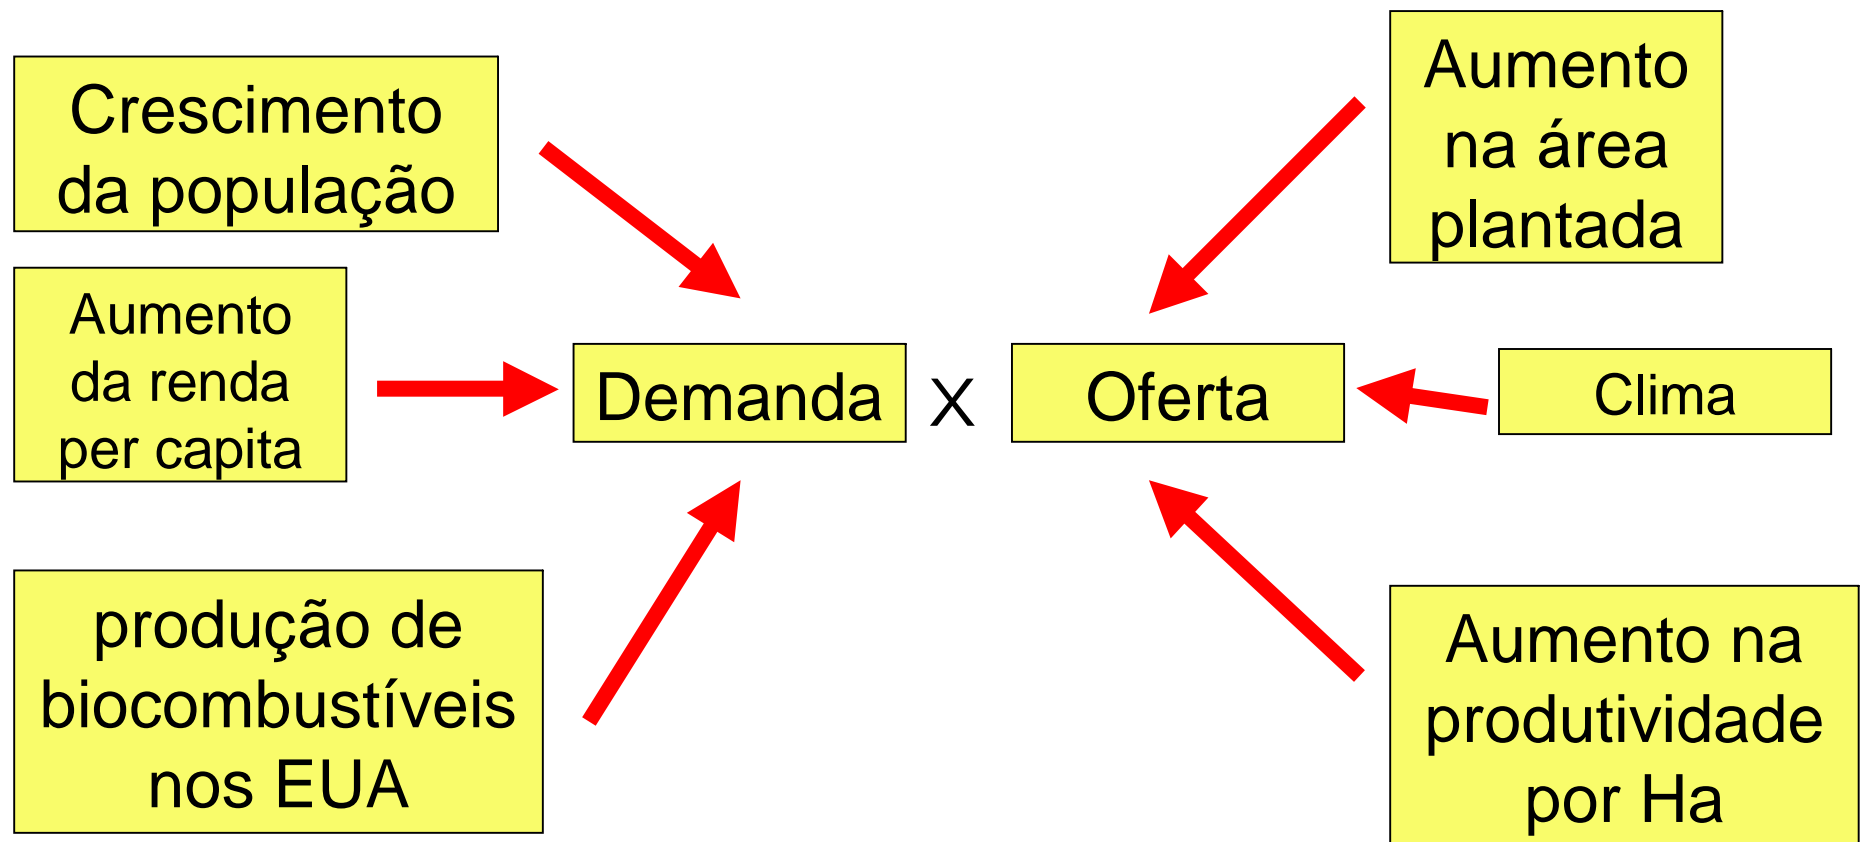 Crescimento
da população
Aumento
da renda
per capita
produção de
biocombustíveis
nos EUA
Demanda
X
Oferta
Aumento
na área
plantada
Clima
Aumento na
produtividade
por Ha